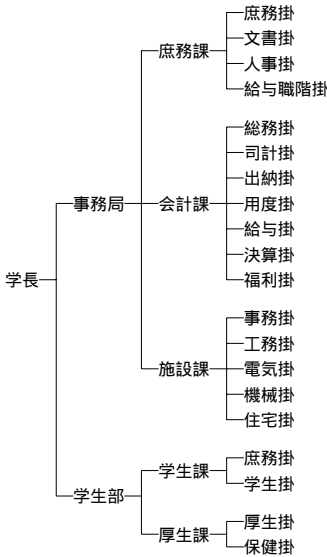 庶務掛
庶務課
文書掛
人事掛
給与職階掛
総務掛
司計掛
出納掛
事務局
会計課
用度掛
給与掛
決算掛
学長
福利掛
事務掛
工務掛
施設課
電気掛
機械掛
住宅掛
庶務掛
学生課
学生掛
学生部
厚生掛
厚生課
保健掛